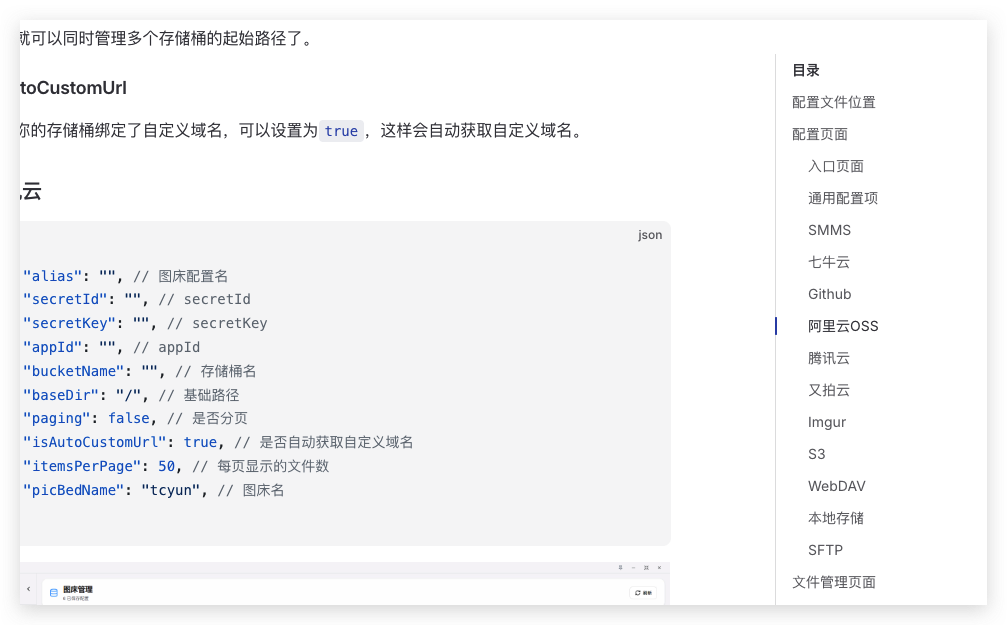 就可以同时管理多个存储桶的起始路径了。
toCustomUrl
你的存储桶绑定了自定义域名，可以设置为 true ，这样会自动获取自定义域名。
云
json
"alias": "", // 图床配置名
"secretId": "", // secretId
"secretKey": "", // secretKey
"appId": "", // appId
"bucketName": "", // 存储桶名
"baseDir": "/", // 基础路径
"paging": false, // 是否分页
"isAutoCustomUrl": true, // 是否自动获取自定义域名
"itemsPerPage": 50, // 每页显示的文件数
"picBedName": "tcyun", // 图床名
图床管理
6 已保存配置
刷新
目录
配置文件位置
配置页面
入口页面
通用配置项
SMMS
七牛云
Github
阿里云OSS
腾讯云
又拍云
Imgur
S3
WebDAV
本地存储
SFTP
文件管理页面